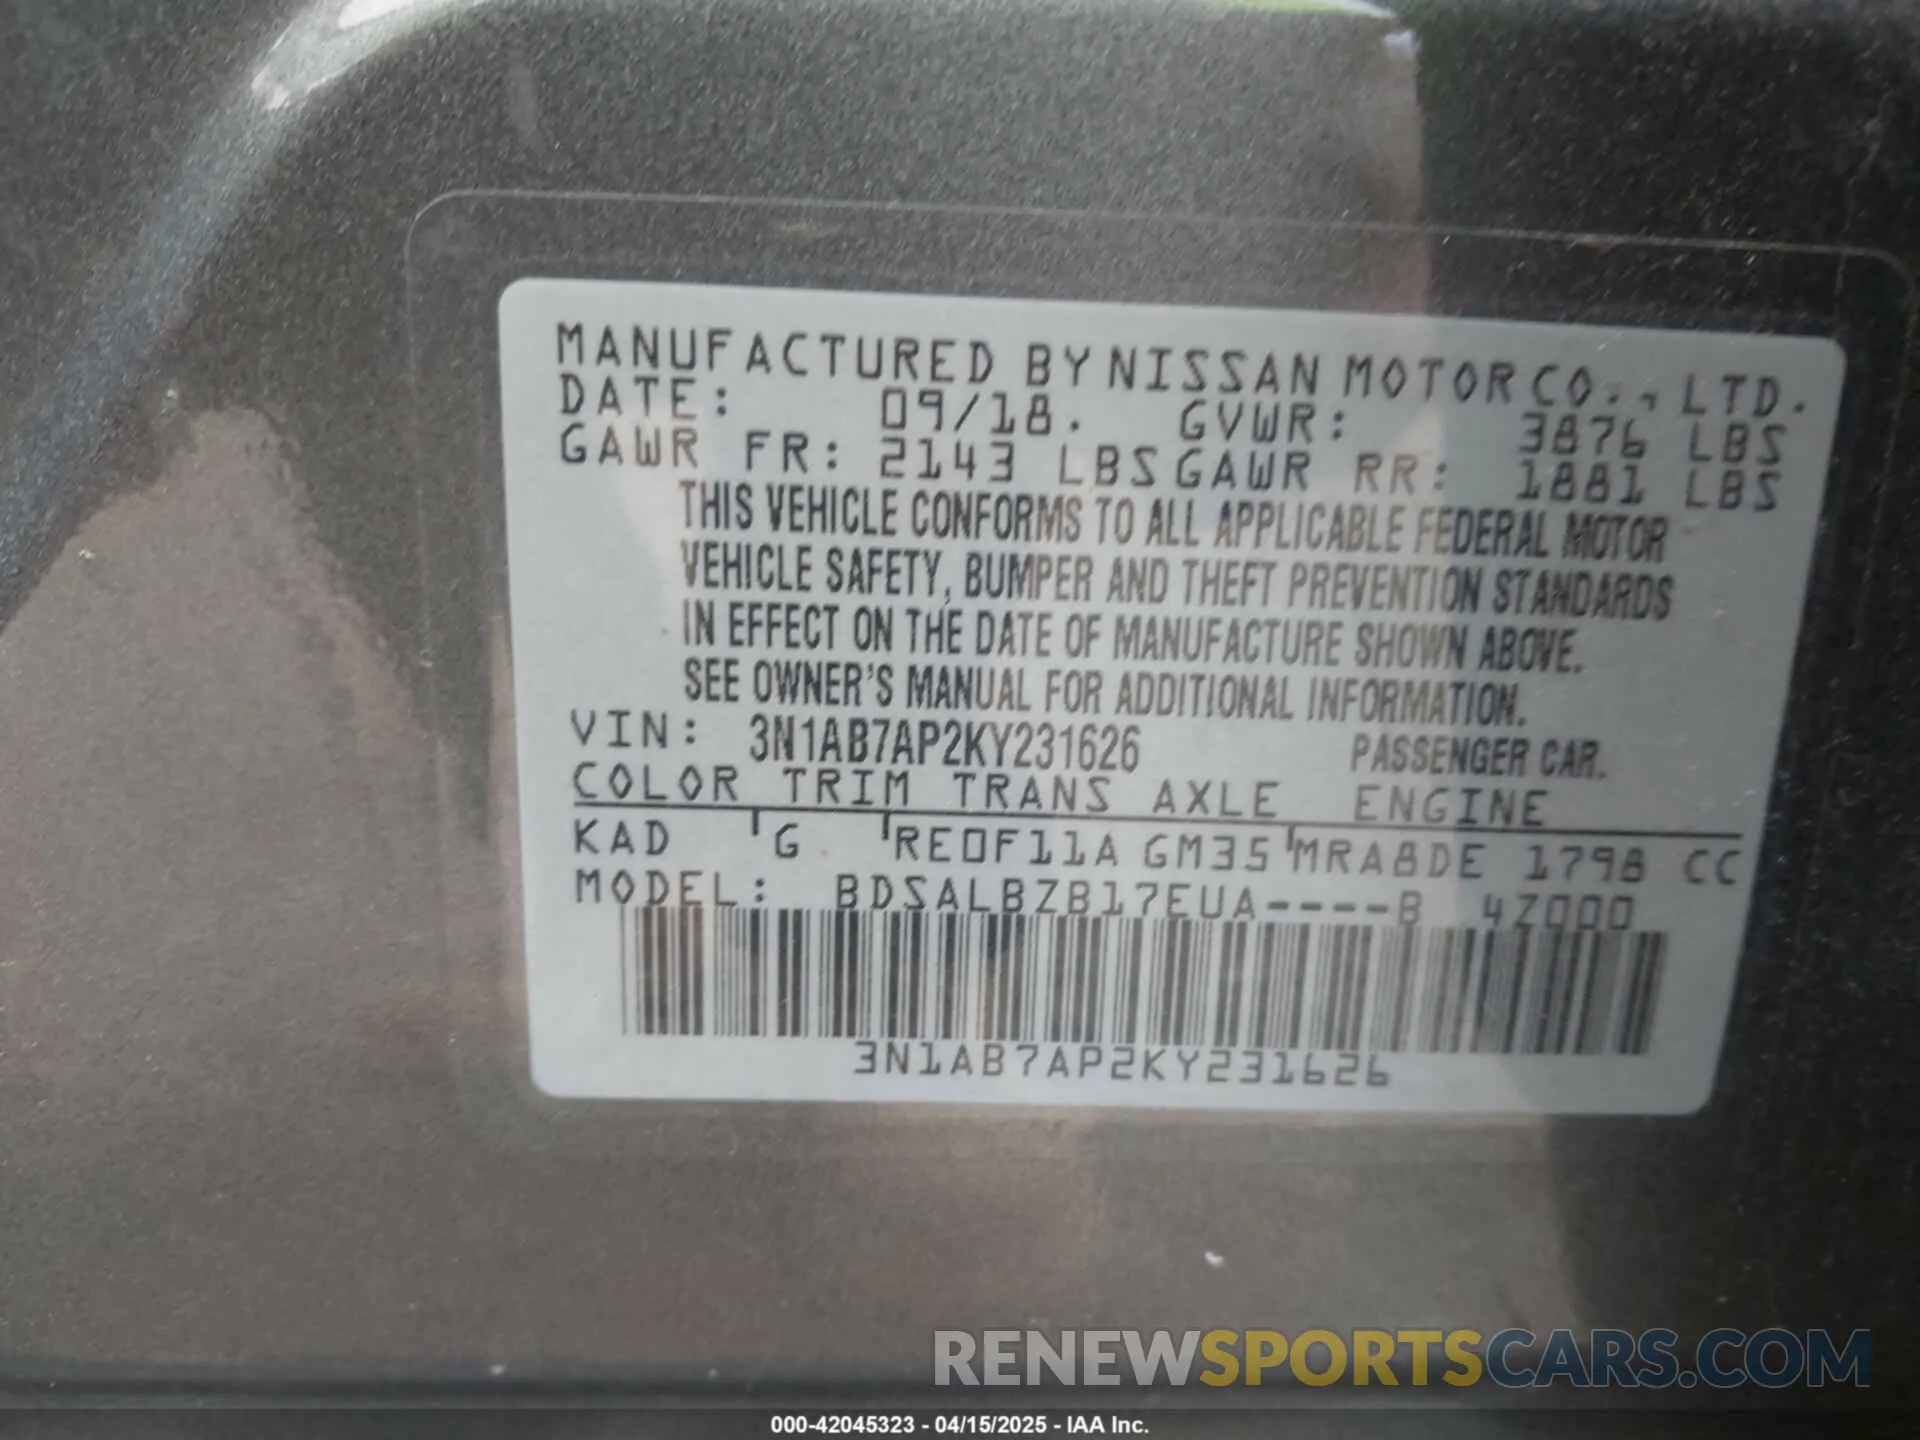 MANUFACTURED BY NISSAN MOTOR CO., LTD.
DATE: 09/18. GVWR: 3876 LBS
GAWR FR: 2143 LBS GAWR RR: 1881 LBS
THIS VEHICLE CONFORMS TO ALL APPLICABLE FEDERAL MOTOR
VEHICLE SAFETY, BUMPER AND THEFT PREVENTION STANDARDS
IN EFFECT ON THE DATE OF MANUFACTURE SHOWN ABOVE.
SEE OWNER'S MANUAL FOR ADDITIONAL INFORMATION.
VIN: 3N1AB7AP2KY231626 PASSENGER CAR.
COLOR TRIM TRANS AXLE ENGINE
KAD G RE0F11A GM35 MRA8DE 1798 CC
MODEL: BDSALBZB17EUA----B 4Z000
3N1AB7AP2KY231626
RENEWSPORTSCARS.COM
000-42045323 - 04/15/2025 - IAA Inc.